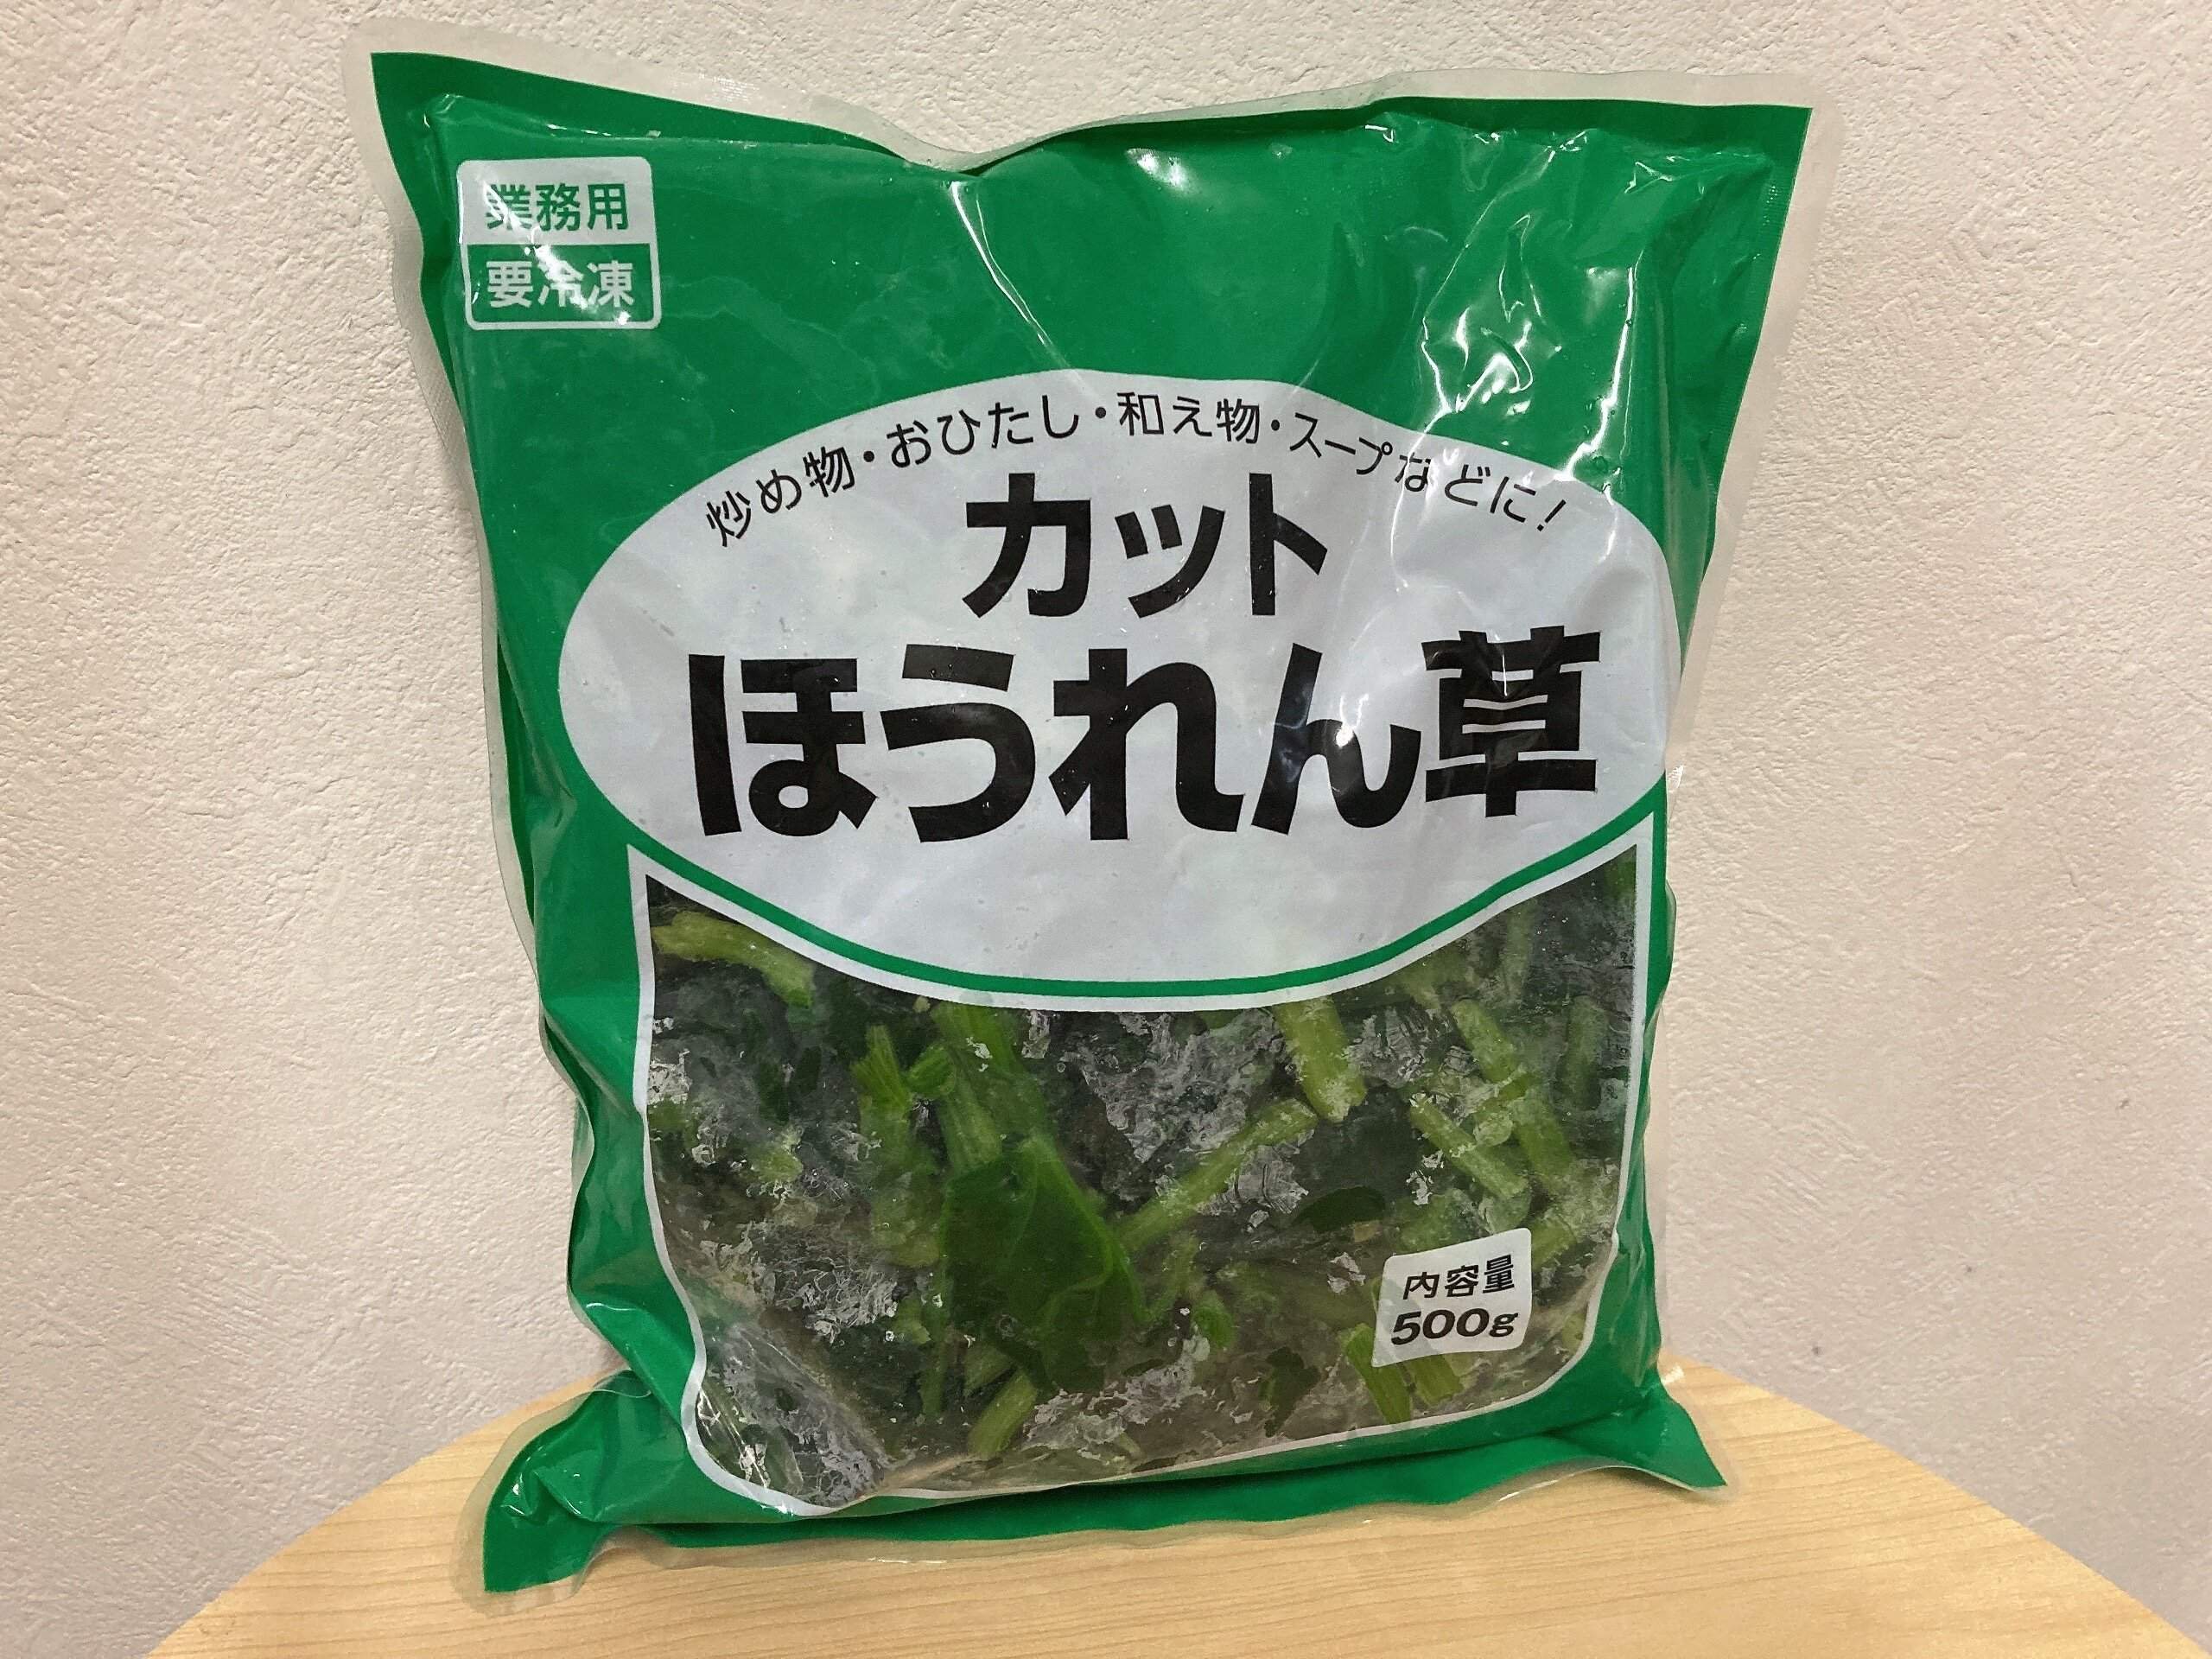 業務用
要冷凍
炒め物・おひたし・和え物・スープなどに!
カット
ほうれん草
内容量
500g